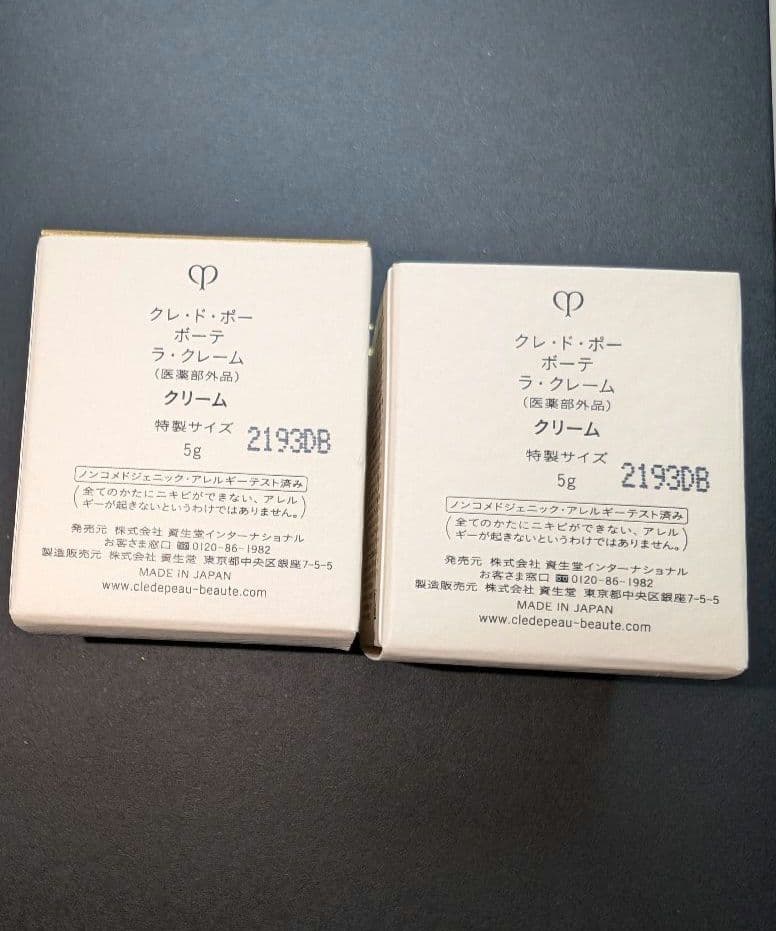 クレ・ド・ポー
ボーテ
ラ・クレーム
（医薬部外品）
クリーム
特製サイズ
5g
2193DB
ノンコメドジェニック・アレルギーテスト済み
（全てのかたにニキビができない、アレル
ギーが起きないというわけではありません。）
発売元 株式会社 資生堂インターナショナル
お客さま窓口 0120-86-1982
製造販売元 株式会社 資生堂 東京都中央区銀座7-5-5
MADE IN JAPAN
www.cledepeau-beaute.com
クレ・ド・ポー
ボーテ
ラ・クレーム
（医薬部外品）
クリーム
特製サイズ
5g
2193DB
ノンコメドジェニック・アレルギーテスト済み
（全てのかたにニキビができない、アレル
ギーが起きないというわけではありません。）
発売元 株式会社 資生堂インターナショナル
お客さま窓口 0120-86-1982
製造販売元 株式会社 資生堂 東京都中央区銀座7-5-5
MADE IN JAPAN
www.cledepeau-beaute.com